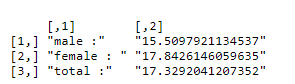 [,1] [,2]
[1,] "male :" "15.5097921134537"
[2,] "female : " "17.8426146059635"
[3,] "total :" "17.3292041207352"